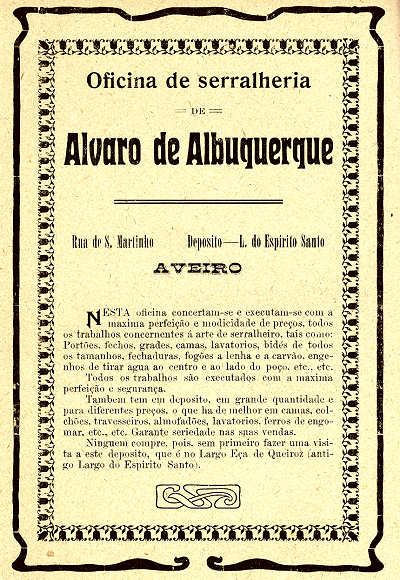 Oficina de serralheria
DE
Alvaro de Albuquerque
Rua de S. Martinho Deposito—L. do Espirito Santo
AVEIRO
NESTA oficina concertam-se e executam-se com a
maxima perfeição e modicidade de preços, todos
os trabalhos concernentes á arte de serralheiro, tais como:
Portões, fechos, grades, camas, lavatorios, bidés de todos
os tamanhos, fechaduras, fogões a lenha e a carvão, enge-
nhos de tirar agua ao centro e ao lado do poço, etc., etc.
Todos os trabalhos são executados com a maxima
perfeição e segurança.
Tambem tem em deposito, em grande quantidade e
para diferentes preços, o que ha de melhor em camas, col-
chões, travesseiros, almofadões, lavatorios, ferros de engo-
mar, etc., etc. Garante seriedade nas suas vendas.
Ninguem compre, pois, sem primeiro fazer uma visi-
ta a este deposito, que é no Largo Eça de Queiroz (anti-
go Largo do Espirito Santo).